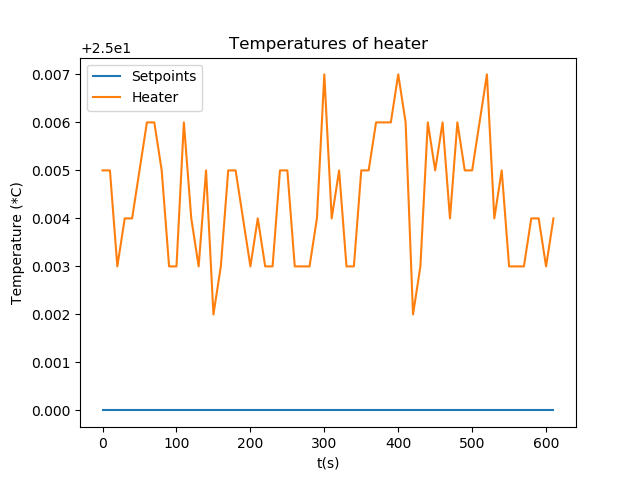 Temperatures of heater
+2.5e1
Setpoints
Heater
0.007
0.006
0.005
0.004
0.003
0.002
0.001
0.000
Temperature (*C)
0 100 200 300 400 500 600
t(s)